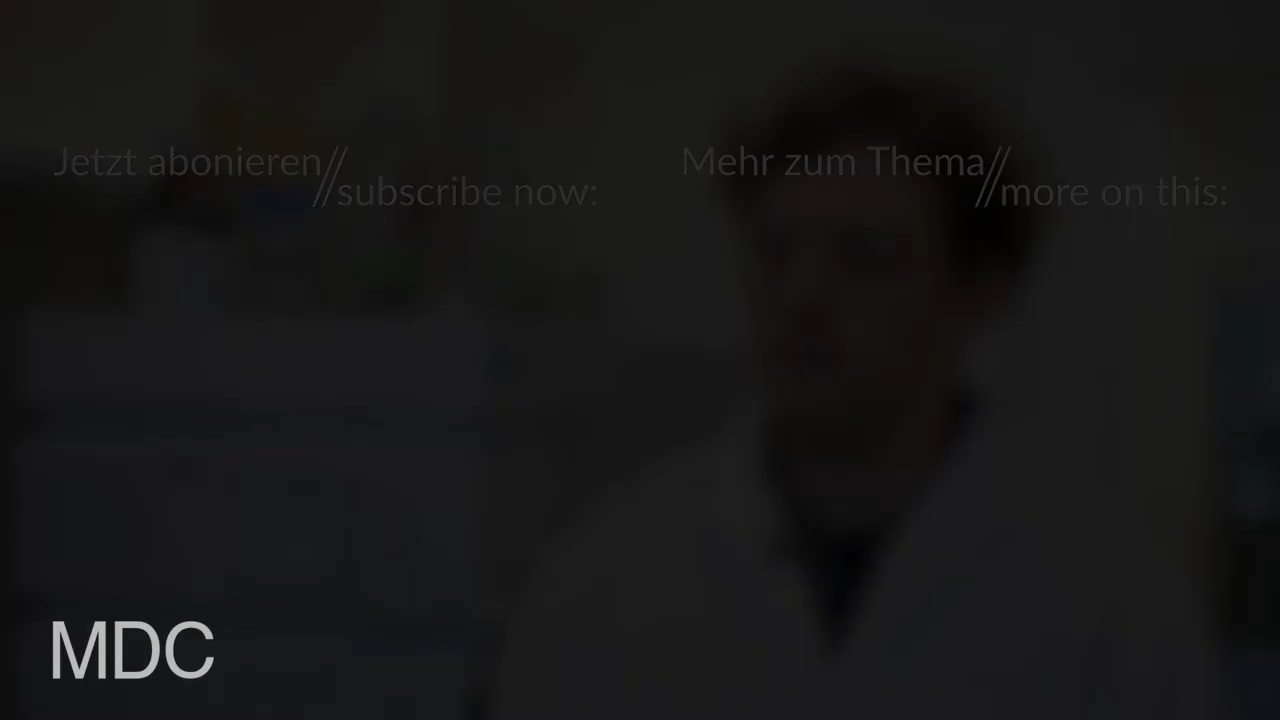 Jetzt abonieren//
subscribe now:
Mehr zum Thema//
more on this:
MDC